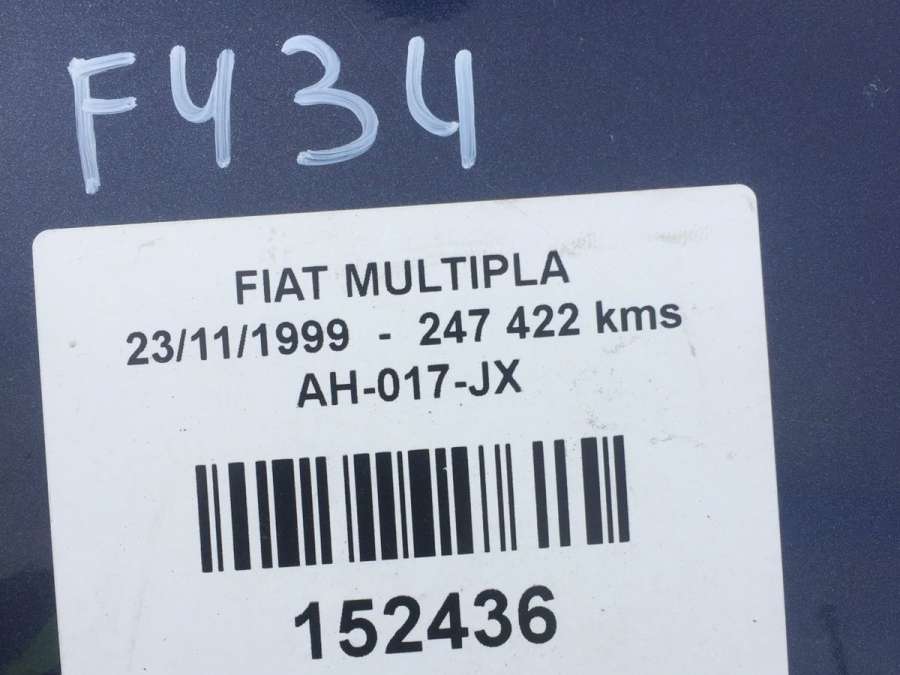 F434
FIAT MULTIPLA
23/11/1999 - 247 422 kms
AH-017-JX
152436